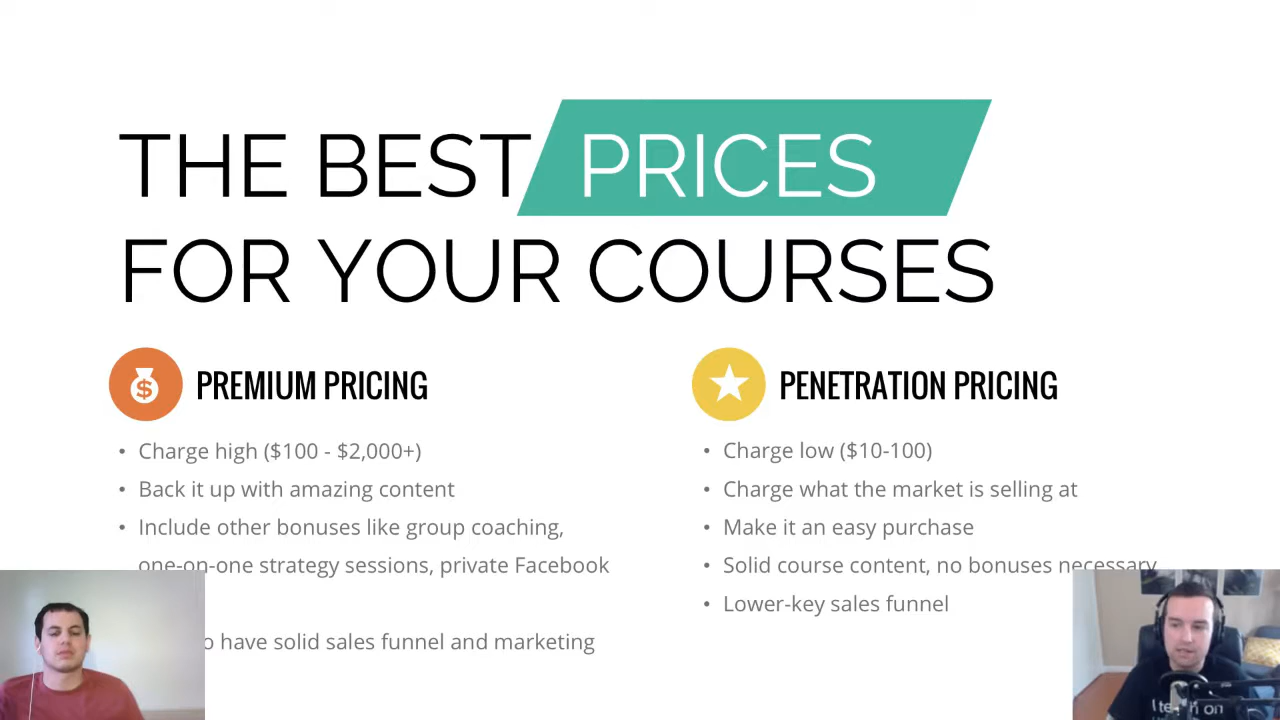 THE BEST PRICES
FOR YOUR COURSES
PREMIUM PRICING
• Charge high ($100 - $2,000+)
• Back it up with amazing content
• Include other bonuses like group coaching,
one-on-one strategy sessions, private Facebook
have solid sales funnel and marketing
PENETRATION PRICING
• Charge low ($10-100)
• Charge what the market is selling at
• Make it an easy purchase
• Solid course content, no bonuses necessary
• Lower-key sales funnel
$
on